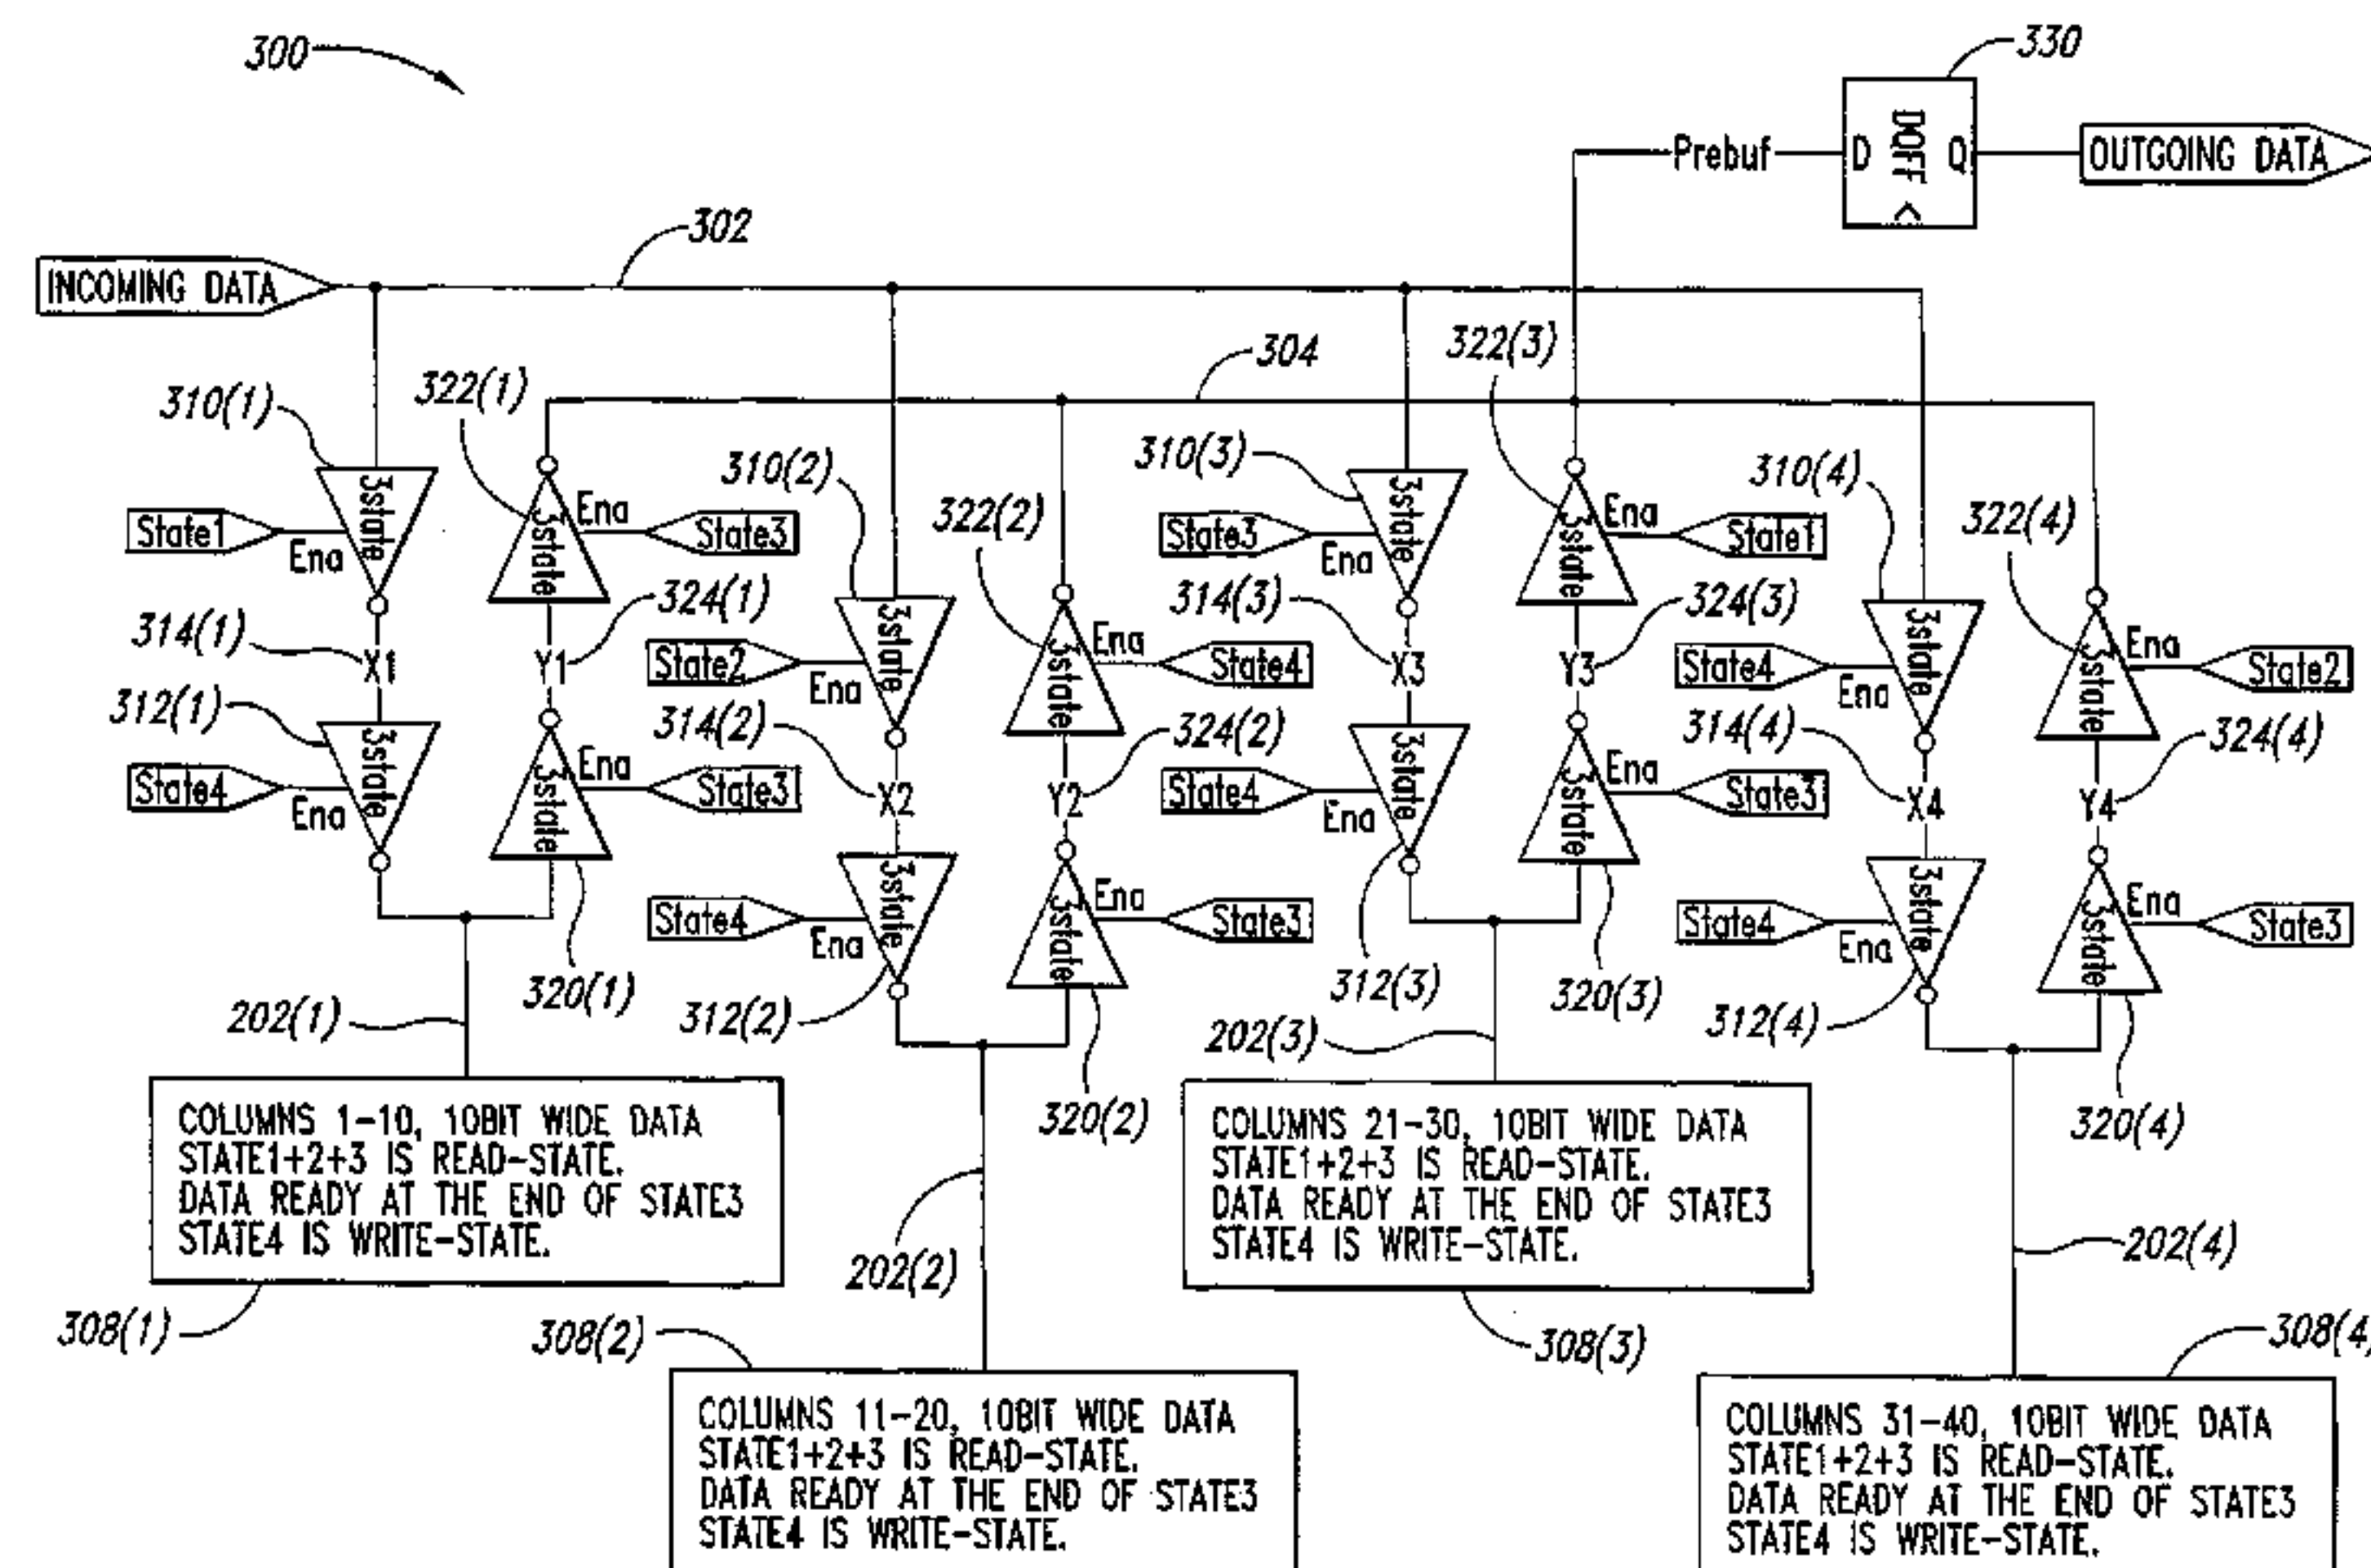 300
330
Prebuf
D DQFF Q
<
OUTGOING DATA
302
INCOMING DATA
304
322(3)
322(1)
310(1)
310(2)
310(3)
310(4)
322(2)
322(4)
3state
3state
3state
3state
State1
Ena
Ena
State3
State3
Ena
Ena
State1
3state
3state
3state
3state
314(1)
X1
Y1
324(1)
State2
Ena
Ena
State4
314(3)
X3
Y3
324(3)
State4
Ena
Ena
State2
312(1)
314(2)
X2
Y2
324(2)
314(4)
X4
Y4
324(4)
3state
3state
3state
3state
State4
Ena
Ena
State3
State4
Ena
Ena
State3
3state
3state
3state
3state
State4
Ena
Ena
State3
State4
Ena
Ena
State3
202(1)
320(1)
312(2)
320(2)
202(3)
312(3)
320(3)
312(4)
320(4)
COLUMNS 1-10, 10BIT WIDE DATA
STATE1+2+3 IS READ-STATE.
DATA READY AT THE END OF STATE3
STATE4 IS WRITE-STATE.
308(1)
202(2)
COLUMNS 21-30, 10BIT WIDE DATA
STATE1+2+3 IS READ-STATE.
DATA READY AT THE END OF STATE3
STATE4 IS WRITE-STATE.
308(3)
202(4)
308(2)
COLUMNS 11-20, 10BIT WIDE DATA
STATE1+2+3 IS READ-STATE.
DATA READY AT THE END OF STATE3
STATE4 IS WRITE-STATE.
308(4)
COLUMNS 31-40, 10BIT WIDE DATA
STATE1+2+3 IS READ-STATE.
DATA READY AT THE END OF STATE3
STATE4 IS WRITE-STATE.